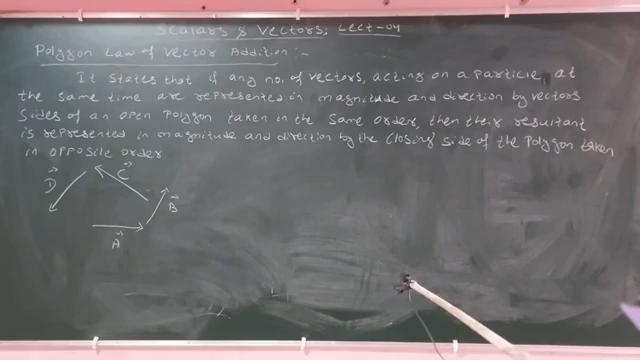 Scalars & Vectors, Lect-04
Polygon Law of Vector Addition :-
It states that if any no. of vectors, acting on a particle, at
the same time are represented in magnitude and direction by vectors
sides of an open polygon taken in the same order, then their resultant
is represented in magnitude and direction by the closing side of the polygon taken
in opposite order.
D
C
B
A